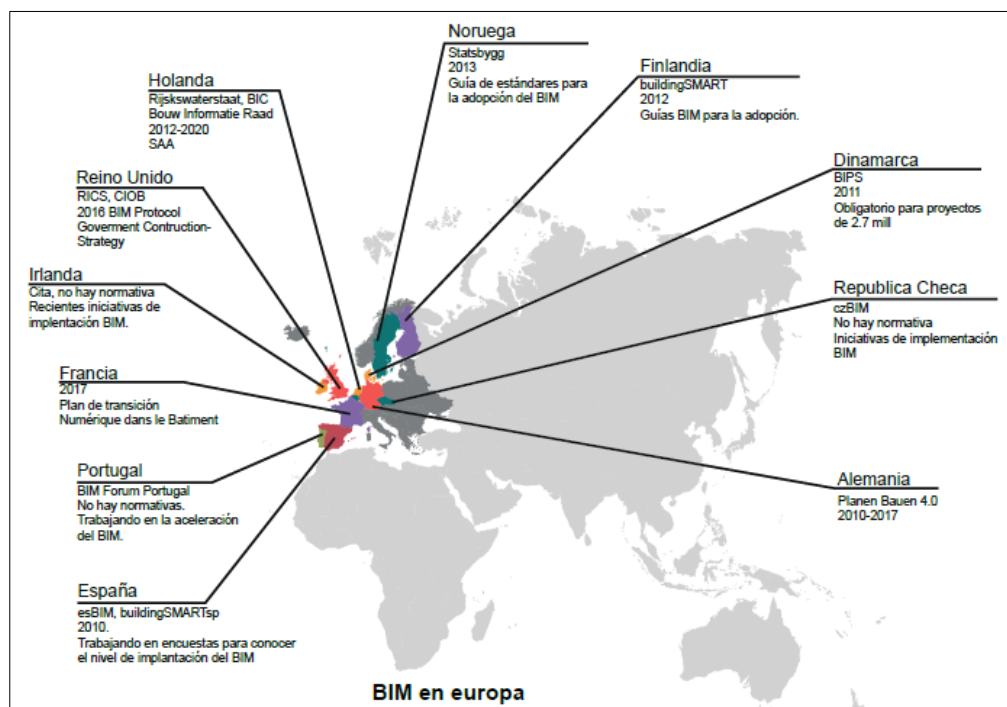 Noruega
Statsbygg
2013
Guía de estándares para
la adopción del BIM
Finlandia
buildingSMART
2012
Guías BIM para la adopción.
Holanda
Rijskswaterstaat, BIC
Bouw Informatie Raad
2012-2020
SAA
Dinamarca
BIPS
2011
Obligatorio para proyectos
de 2.7 mill
Reino Unido
RICS, CIOB
2016 BIM Protocol
Goverment Contruction-
Strategy
Irlanda
Cita, no hay normativa
Recientes iniciativas de
implentación BIM.
Republica Checa
czBIM
No hay normativa
Iniciativas de implementación
BIM
Francia
2017
Plan de transición
Numérique dans le Batiment
Portugal
BIM Forum Portugal
No hay normativas.
Trabajando en la aceleración
del BIM.
Alemania
Planen Bauen 4.0
2010-2017
España
esBIM, buildingSMARTsp
2010.
Trabajando en encuestas para conocer
el nivel de implantación del BIM
BIM en europa